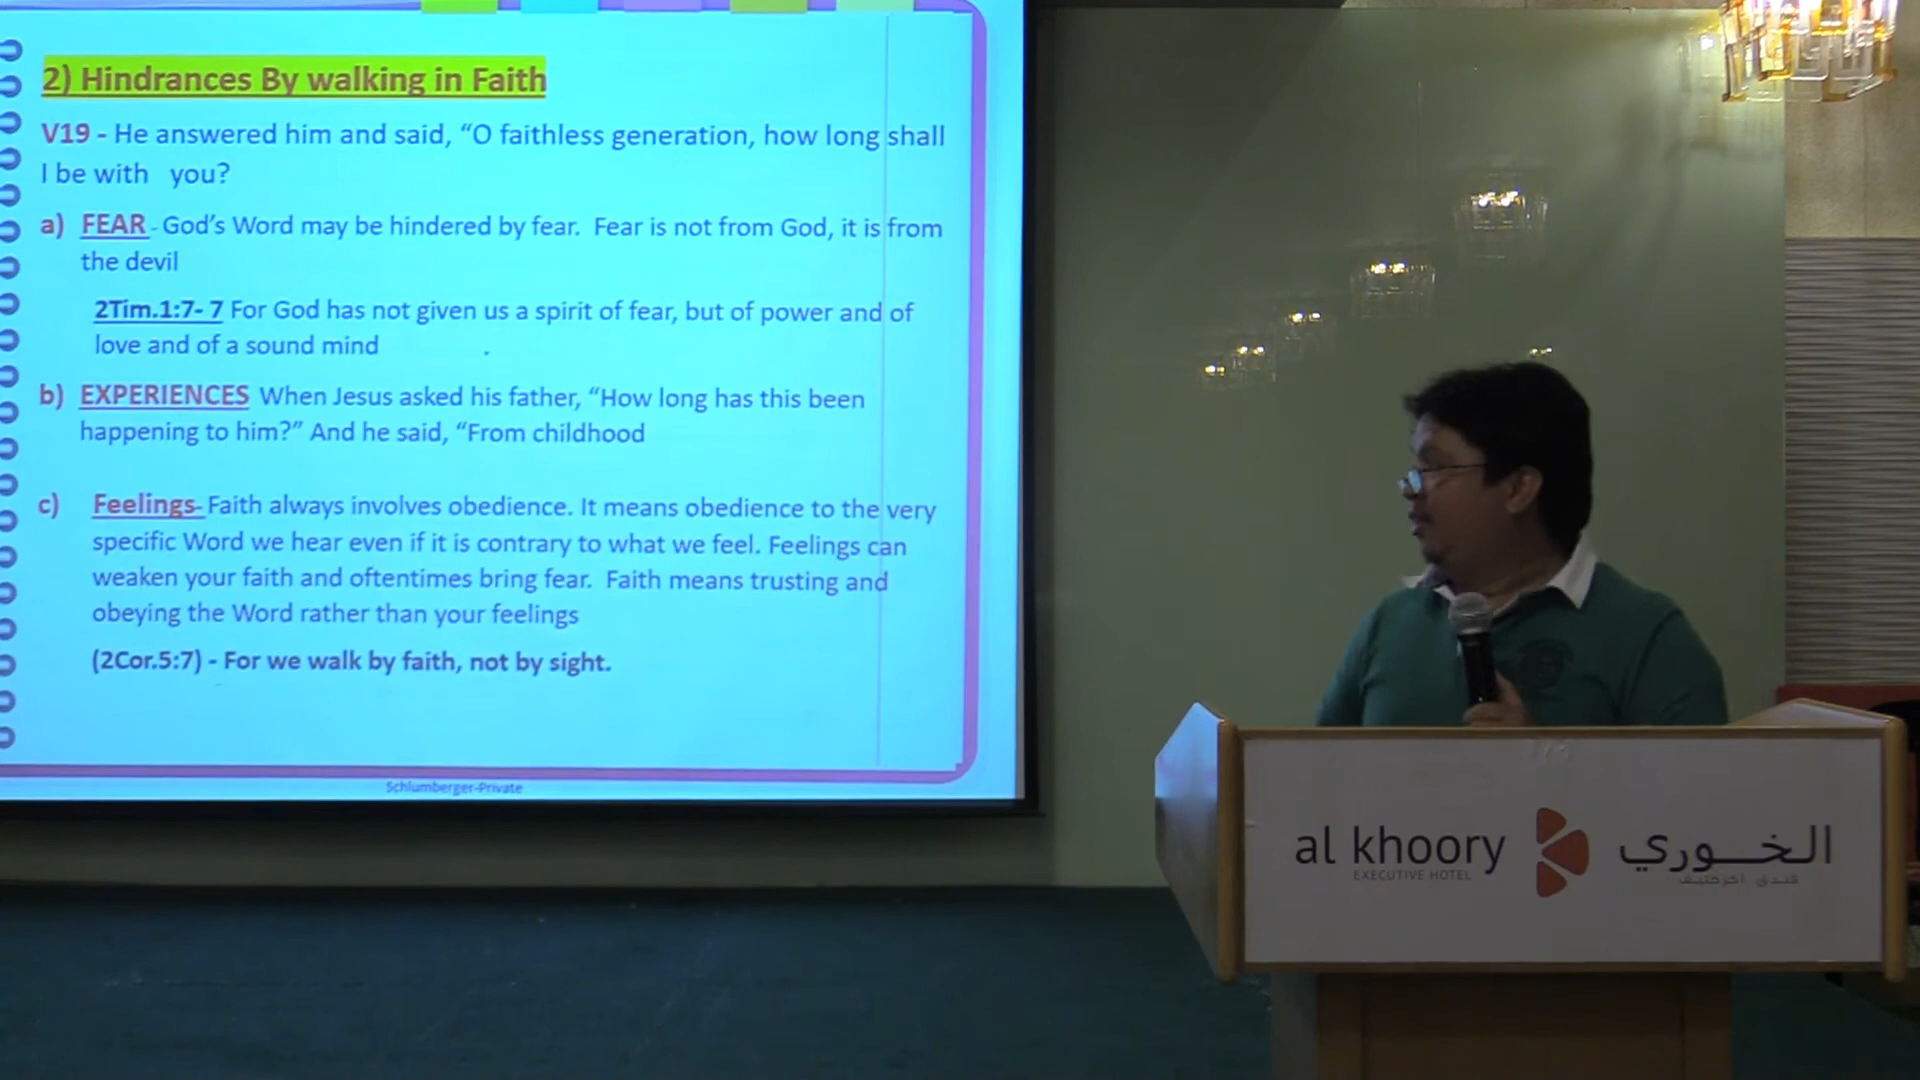 2) Hindrances By walking in Faith
V19 - He answered him and said, “O faithless generation, how long shall
I be with you?
a) FEAR - God’s Word may be hindered by fear. Fear is not from God, it is from
the devil
2Tim.1:7- 7 For God has not given us a spirit of fear, but of power and of
love and of a sound mind .
b) EXPERIENCES When Jesus asked his father, “How long has this been
happening to him?” And he said, “From childhood
c) Feelings- Faith always involves obedience. It means obedience to the very
specific Word we hear even if it is contrary to what we feel. Feelings can
weaken your faith and oftentimes bring fear. Faith means trusting and
obeying the Word rather than your feelings
(2Cor.5:7) - For we walk by faith, not by sight.
Schlumberger-Private
al khoory
EXECUTIVE HOTEL
الخوري
فندق اكزكتيف